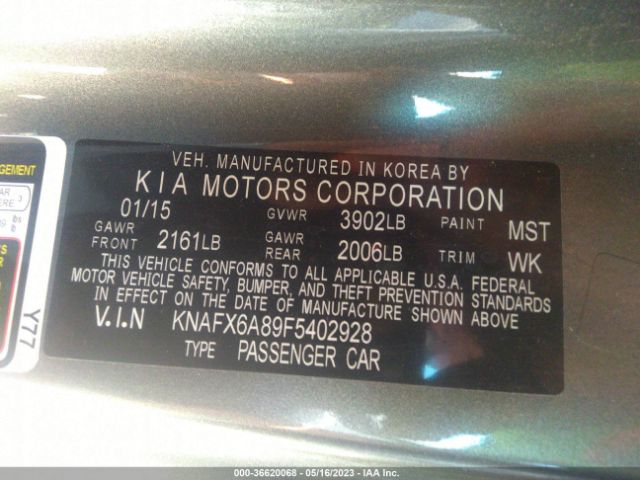 VEH. MANUFACTURED IN KOREA BY
KIA MOTORS CORPORATION
01/15 GVWR 3902LB PAINT MST
GAWR FRONT 2161LB GAWR REAR 2006LB TRIM WK
THIS VEHICLE CONFORMS TO ALL APPLICABLE U.S.A. FEDERAL
MOTOR VEHICLE SAFETY, BUMPER, AND THEFT PREVENTION STANDARDS
IN EFFECT ON THE DATE OF MANUFACTURE SHOWN ABOVE
V.I.N KNAFX6A89F5402928
TYPE PASSENGER CAR
Y77
000-36620068 - 05/16/2023 - IAA Inc.